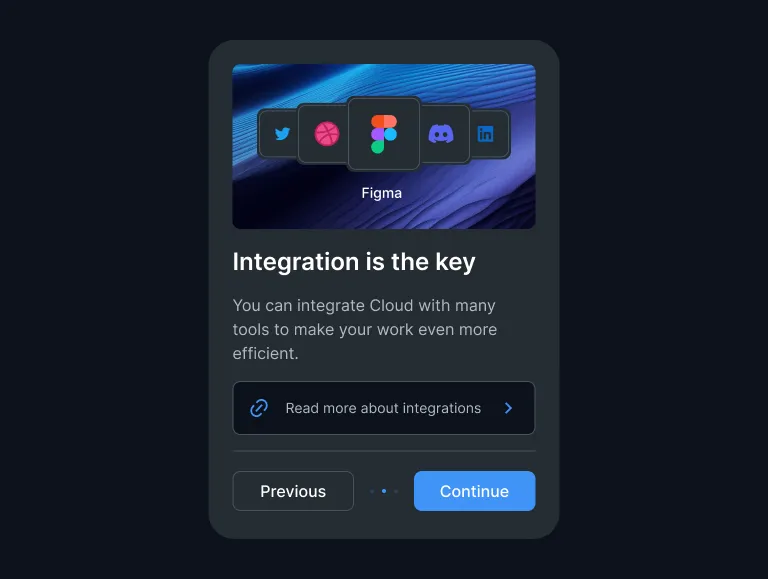 Figma
Integration is the key
You can integrate Cloud with many
tools to make your work even more
efficient.
Read more about integrations
Previous
Continue